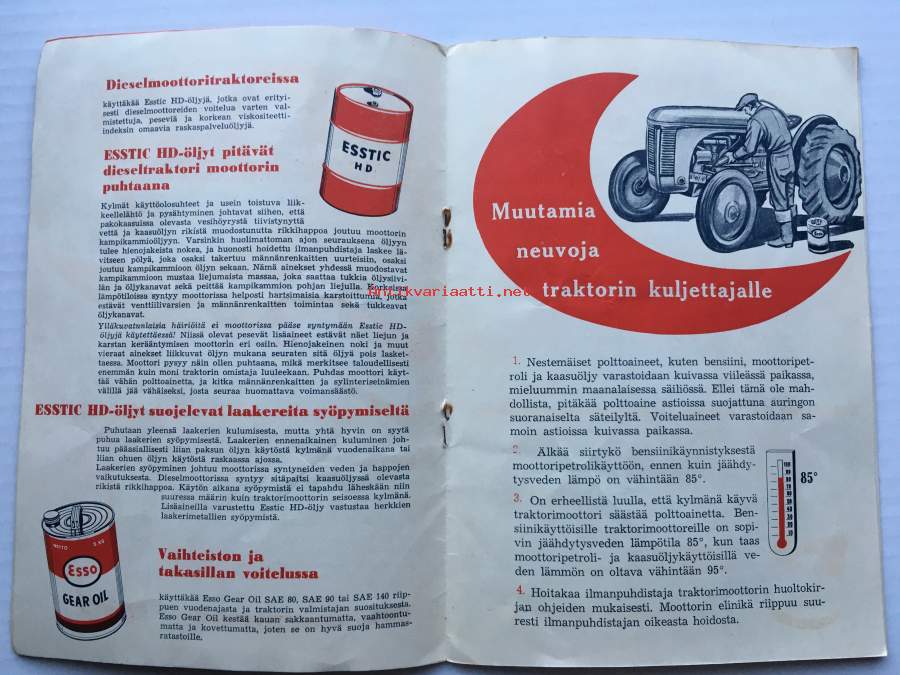 Dieselmoottoritraktoreissa
käyttäkää Esstic HD-öljyjä, jotka ovat erityi-
sesti dieselmoottoreiden voitelua varten val-
mistettuja, peseviä ja korkean viskositeetti-
indeksin omaavia raskaspalveluöljyjä.
ESSTIC HD-öljyt pitävät
dieseltraktori moottorin
puhtaana
ESSTIC
HD
Kylmät käyttöolosuhteet ja usein toistuva liik-
keellelähtö ja pysähtyminen johtavat siihen, että
pakokaasuissa olevasta vesihöyrystä tiivistynyttä
vettä ja kaasuöljyn rikistä muodostunutta rikkihappoa joutuu moottorin
kampikammioöljyyn. Varsinkin huolimattoman ajon seurauksena öljyyn
tulee hienojakeista nokea, ja huonosti hoidettu ilmanpuhdistaja laskee lä-
vitseen pölyä, joka osaksi takertuu männänrenkaitten uurteisiin, osaksi
joutuu kampikammioon öljyn sekaan. Nämä ainekset yhdessä muodostavat
kampikammioon mustaa liejumaista massaa, joka saattaa tukkia öljysiivi-
län ja öljykanavat sekä peittää kampikammion pohjan liejulla. Korkeissa
lämpötiloissa syntyy moottorissa helposti hartsimaisia karstoittumia, jotka
estävät venttiilivarsien ja männänrenkaitten toimintaa sekä tukkeavat
öljykanavat.
Ylläkuvatunlaisia häiriöitä ei moottorissa pääse syntymään Esstic HD-
öljyjä käytettäessä! Niissä olevat pesevät lisäaineet estävät näet liejun ja
karstan kerääntymisen moottorin eri osiin. Hienojakeinen noki ja muut
vieraat ainekset liikkuvat öljyn mukana seuraten sitä öljyä pois lasket-
taessa. Moottori pysyy näin ollen puhtaana, mikä merkitsee taloudellisesti
enemmän kuin moni traktorin omistaja luuleekaan. Puhdas moottori käyt-
tää vähän polttoainetta, ja kitka männänrenkaitten ja sylinteriseinämien
välillä jää vähäiseksi, josta seuraa huomattava voimansäästö.
ESSTIC HD-öljyt suojelevat laakereita syöpymiseltä
Puhutaan yleensä laakerien kulumisesta, mutta yhtä hyvin on syytä
puhua laakerien syöpymisestä. Laakerien ennenaikainen kuluminen joh-
tuu pääasiallisesti liian paksun öljyn käytöstä kylmänä vuodenaikana tai
liian ohuen öljyn käytöstä raskaassa ajossa.
Laakerien syöpyminen johtuu moottorissa syntyneiden veden ja happojen
vaikutuksesta. Dieselmoottorissa syntyy sitäpaitsi kaasuöljyssä olevasta
rikistä rikkihappoa. Käytön aikana syöpymistä ei tapahdu läheskään niin
suuressa määrin kuin traktorimoottorin seisoessa kylmänä.
Lisäaineilla varustettu Esstic HD-öljy vastustaa herkkien
laakerimetallien syöpymistä.
NETTO 5 KG
Esso
GEAR OIL
Vaihteiston ja
takasillan voitelussa
käyttäkää Esso Gear Oil SAE 80, SAE 90 tai SAE 140 riip-
puen vuodenajasta ja traktorin valmistajan suosituksesta.
Esso Gear Oil kestää kauan sakkaantumatta, vaahtoontu-
matta ja kovettumatta, joten se on hyvä suoja hammas-
ratastoille.
antikvariaatti.net
Muutamia
neuvoja
traktorin kuljettajalle
Esso
1. Nestemäiset polttoaineet, kuten bensiini, moottoripet-
roli ja kaasuöljy varastoidaan kuivassa viileässä paikassa,
mieluummin maanalaisessa säiliössä. Ellei tämä ole mah-
dollista, pitäkää polttoaine astioissa suojattuna auringon
suoranaiselta säteilyltä. Voiteluaineet varastoidaan sa-
moin astioissa kuivassa paikassa.
2. Älkää siirtykö bensiinikäynnistyksestä
moottoripetrolikäyttöön, ennen kuin jäähdy-
tysveden lämpö on vähintään 85°.
85°
3. On erheellistä luulla, että kylmänä käyvä
traktorimoottori säästää polttoainetta. Ben-
siinikäyttöisille traktorimoottoreille on sopi-
vin jäähdytysveden lämpötila 85°, kun taas
moottoripetroli- ja kaasuöljykäyttöisillä ve-
den lämmön on oltava vähintään 95°.
4. Hoitakaa ilmanpuhdistaja traktorimoottorin huoltokir-
jan ohjeiden mukaisesti. Moottorin elinikä riippuu suu-
resti ilmanpuhdistajan oikeasta hoidosta.